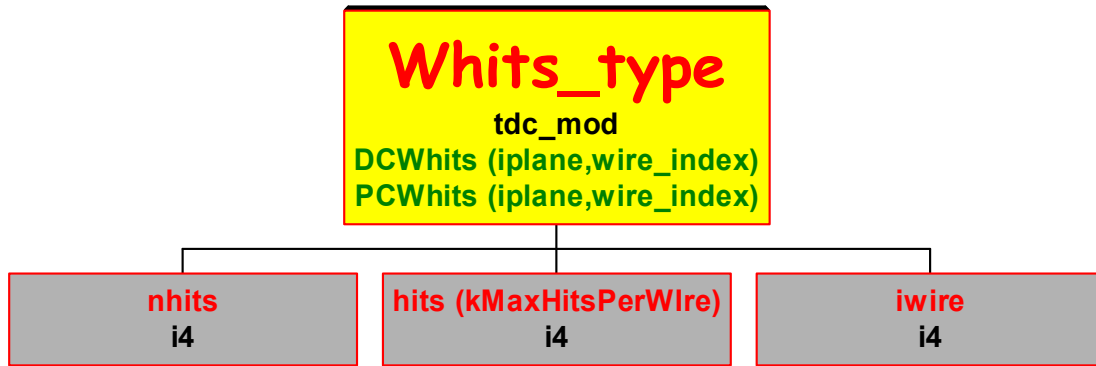 Whits_type
tdc_mod
DCWhits (iplane,wire_index)
PCWhits (iplane,wire_index)
nhits
i4
hits (kMaxHitsPerWIre)
i4
iwire
i4